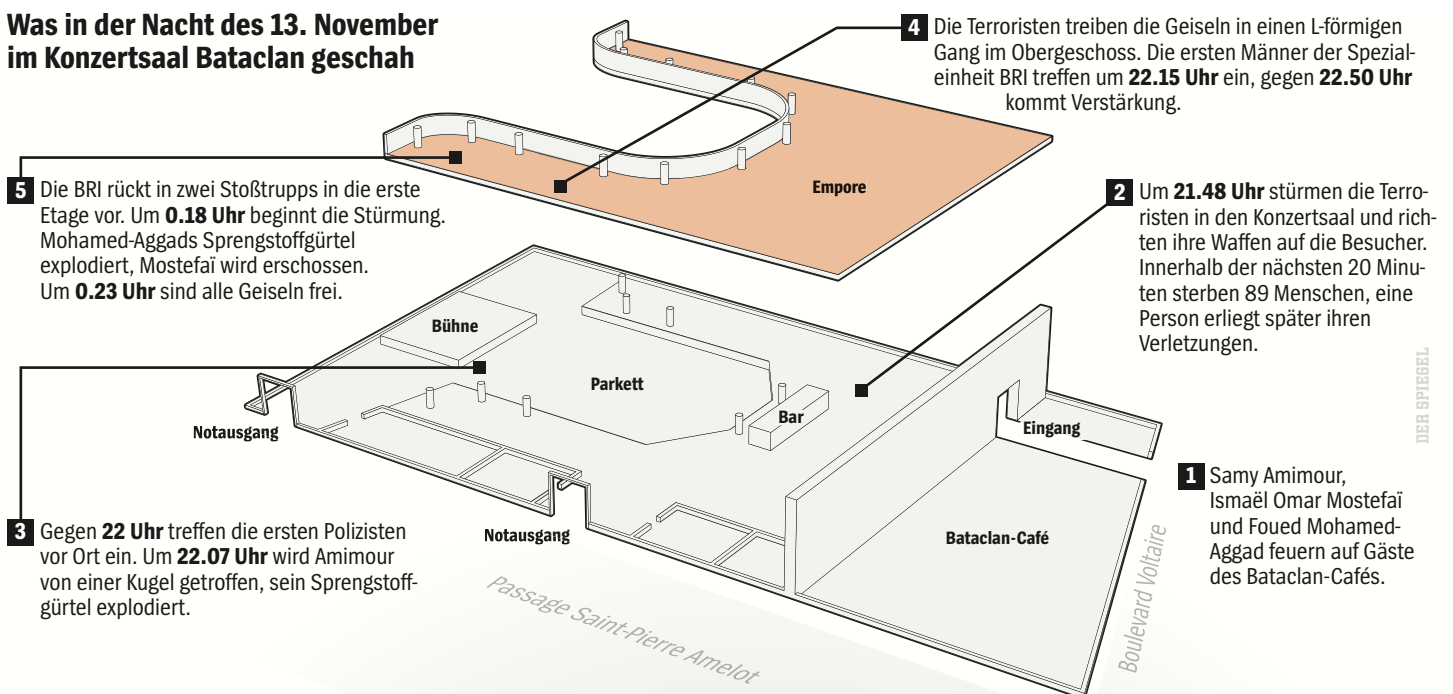 Was in der Nacht des 13. November
im Konzertsaal Bataclan geschah
1 Samy Amimour,
Ismaël Omar Mostefaï
und Foued Mohamed-
Aggad feuern auf Gäste
des Bataclan-Cafés.
2 Um 21.48 Uhr stürmen die Terro-
risten in den Konzertsaal und rich-
ten ihre Waffen auf die Besucher.
Innerhalb der nächsten 20 Minu-
ten sterben 89 Menschen, eine
Person erliegt später ihren
Verletzungen.
3 Gegen 22 Uhr treffen die ersten Polizisten
vor Ort ein. Um 22.07 Uhr wird Amimour
von einer Kugel getroffen, sein Sprengstoff-
gürtel explodiert.
4 Die Terroristen treiben die Geiseln in einen L-förmigen
Gang im Obergeschoss. Die ersten Männer der Spezial-
einheit BRI treffen um 22.15 Uhr ein, gegen 22.50 Uhr
kommt Verstärkung.
5 Die BRI rückt in zwei Stoßtrupps in die erste
Etage vor. Um 0.18 Uhr beginnt die Stürmung.
Mohamed-Aggads Sprengstoffgürtel
explodiert, Mostefaï wird erschossen.
Um 0.23 Uhr sind alle Geiseln frei.
Empore
Bühne
Parkett
Bar
Eingang
Notausgang
Notausgang
Bataclan-Café
Passage Saint-Pierre Amelot
Boulevard Voltaire
DER SPIEGEL